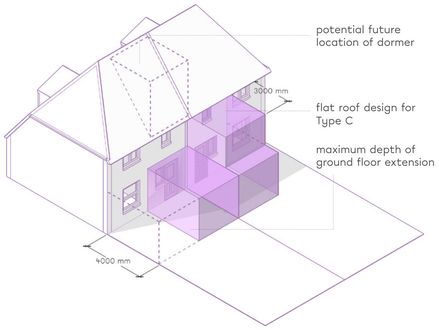 potential future
location of dormer
3000 mm
flat roof design for
Type C
maximum depth of
ground floor extension
4000 mm